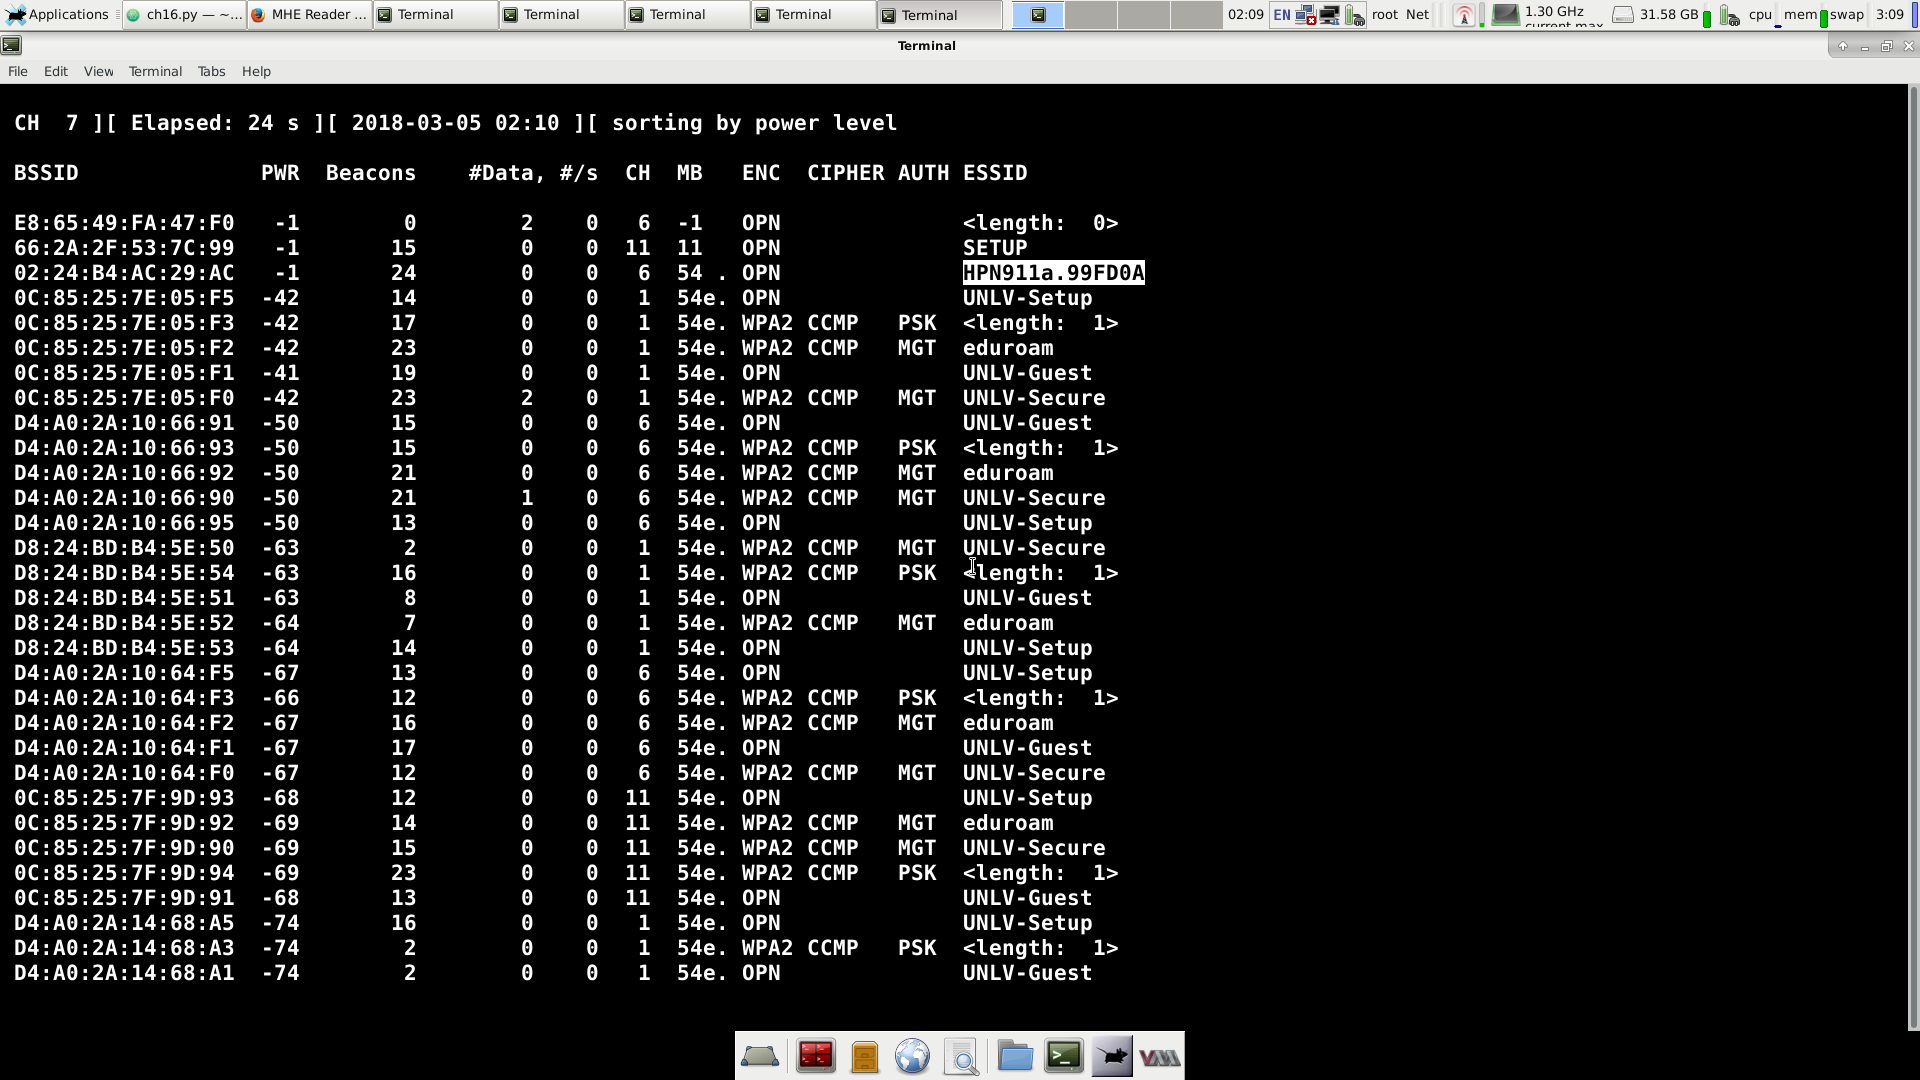 Applications ch16.py — ~... MHE Reader ... Terminal Terminal Terminal Terminal Terminal 02:09 EN root Net 1.30 GHz 31.58 GB cpu mem swap 3:09
current max
Terminal
File Edit View Terminal Tabs Help
CH 7 ][ Elapsed: 24 s ][ 2018-03-05 02:10 ][ sorting by power level
BSSID PWR Beacons #Data, #/s CH MB ENC CIPHER AUTH ESSID
E8:65:49:FA:47:F0 -1 0 2 0 6 -1 OPN <length: 0>
66:2A:2F:53:7C:99 -1 15 0 0 11 11 OPN SETUP
02:24:B4:AC:29:AC -1 24 0 0 6 54 . OPN HPN911a.99FD0A
0C:85:25:7E:05:F5 -42 14 0 0 1 54e. OPN UNLV-Setup
0C:85:25:7E:05:F3 -42 17 0 0 1 54e. WPA2 CCMP PSK <length: 1>
0C:85:25:7E:05:F2 -42 23 0 0 1 54e. WPA2 CCMP MGT eduroam
0C:85:25:7E:05:F1 -41 19 0 0 1 54e. OPN UNLV-Guest
0C:85:25:7E:05:F0 -42 23 2 0 1 54e. WPA2 CCMP MGT UNLV-Secure
D4:A0:2A:10:66:91 -50 15 0 0 6 54e. OPN UNLV-Guest
D4:A0:2A:10:66:93 -50 15 0 0 6 54e. WPA2 CCMP PSK <length: 1>
D4:A0:2A:10:66:92 -50 21 0 0 6 54e. WPA2 CCMP MGT eduroam
D4:A0:2A:10:66:90 -50 21 1 0 6 54e. WPA2 CCMP MGT UNLV-Secure
D4:A0:2A:10:66:95 -50 13 0 0 6 54e. OPN UNLV-Setup
D8:24:BD:B4:5E:50 -63 2 0 0 1 54e. WPA2 CCMP MGT UNLV-Secure
D8:24:BD:B4:5E:54 -63 16 0 0 1 54e. WPA2 CCMP PSK <length: 1>
D8:24:BD:B4:5E:51 -63 8 0 0 1 54e. OPN UNLV-Guest
D8:24:BD:B4:5E:52 -64 7 0 0 1 54e. WPA2 CCMP MGT eduroam
D8:24:BD:B4:5E:53 -64 14 0 0 1 54e. OPN UNLV-Setup
D4:A0:2A:10:64:F5 -67 13 0 0 6 54e. OPN UNLV-Setup
D4:A0:2A:10:64:F3 -66 12 0 0 6 54e. WPA2 CCMP PSK <length: 1>
D4:A0:2A:10:64:F2 -67 16 0 0 6 54e. WPA2 CCMP MGT eduroam
D4:A0:2A:10:64:F1 -67 17 0 0 6 54e. OPN UNLV-Guest
D4:A0:2A:10:64:F0 -67 12 0 0 6 54e. WPA2 CCMP MGT UNLV-Secure
0C:85:25:7F:9D:93 -68 12 0 0 11 54e. OPN UNLV-Setup
0C:85:25:7F:9D:92 -69 14 0 0 11 54e. WPA2 CCMP MGT eduroam
0C:85:25:7F:9D:90 -69 15 0 0 11 54e. WPA2 CCMP MGT UNLV-Secure
0C:85:25:7F:9D:94 -69 23 0 0 11 54e. WPA2 CCMP PSK <length: 1>
0C:85:25:7F:9D:91 -68 13 0 0 11 54e. OPN UNLV-Guest
D4:A0:2A:14:68:A5 -74 16 0 0 1 54e. OPN UNLV-Setup
D4:A0:2A:14:68:A3 -74 2 0 0 1 54e. WPA2 CCMP PSK <length: 1>
D4:A0:2A:14:68:A1 -74 2 0 0 1 54e. OPN UNLV-Guest